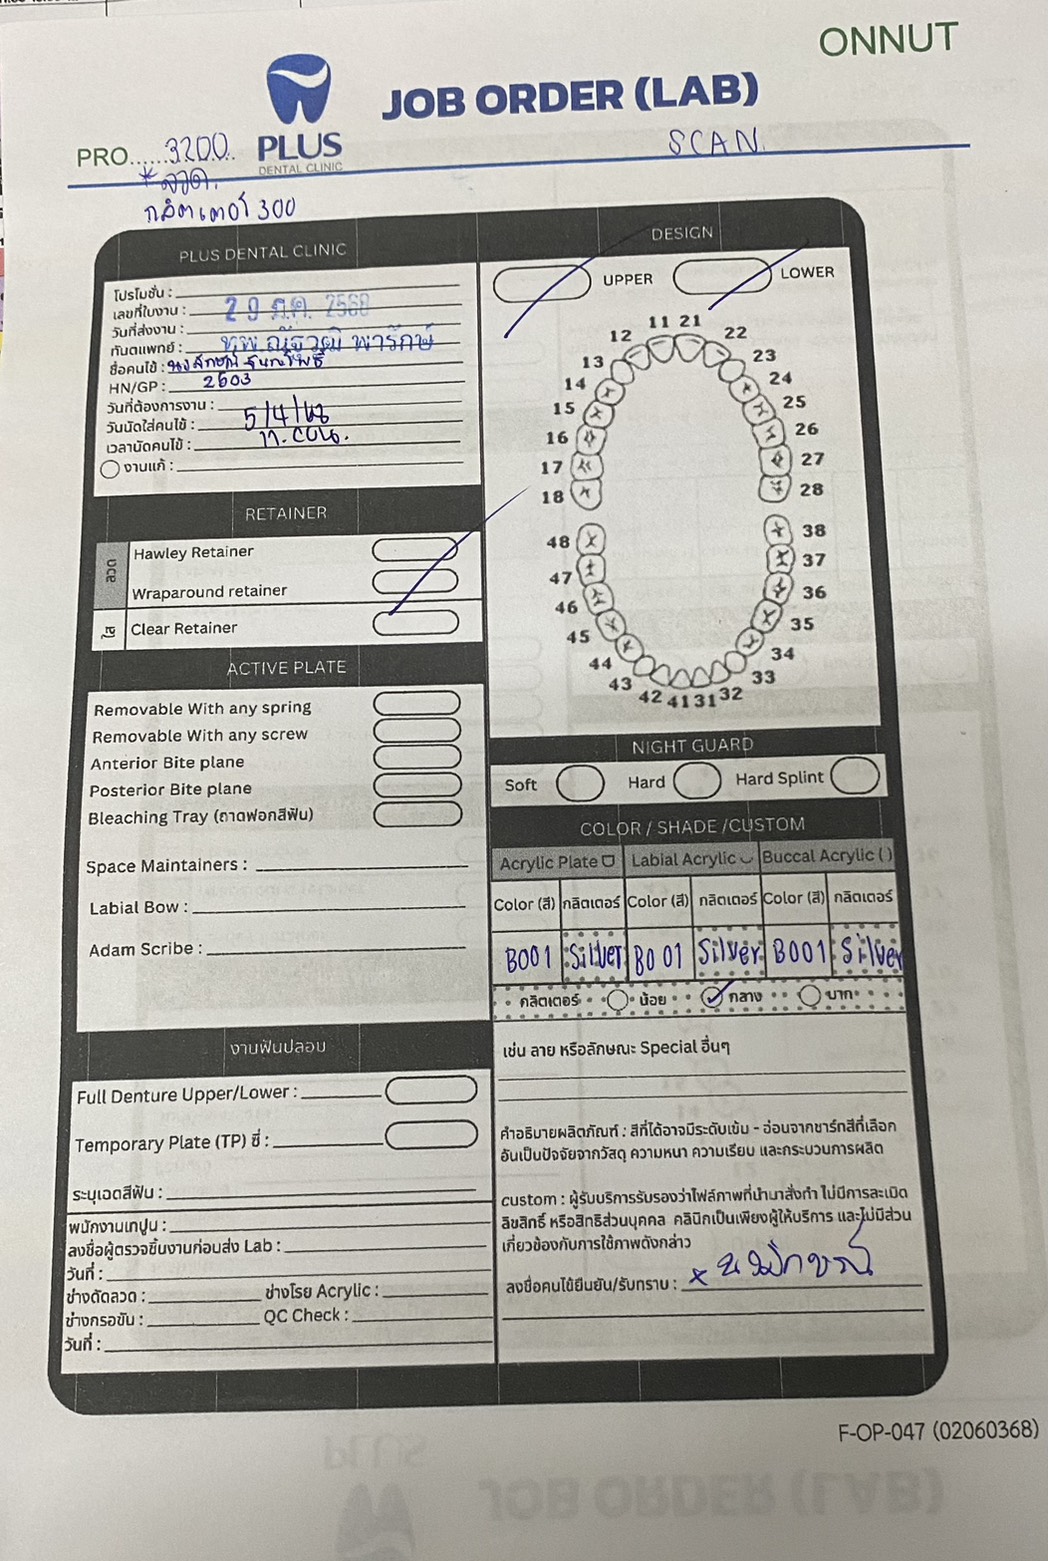 ONNUT
PLUS
DENTAL CLINIC
JOB ORDER (LAB)
PRO......3200..
SCAN.
* ลวด.
กลิตเตอร์ 300
PLUS DENTAL CLINIC
โปรโมชั่น :
เลขที่ใบงาน :
วันที่ส่งงาน : 29 ม.ค. 2568
ทันตแพทย์ : ทพ.ณัฐวุฒิ พารักษ์
ชื่อคนไข้ :
HN/GP : 2603
วันที่ต้องการงาน :
วันนัดใส่คนไข้ : 5/4/
เวลานัดคนไข้ :
งานแก้ :
DESIGN
UPPER
LOWER
11 21
12 22
13 23
14 24
15 25
16 26
17 27
18 28
48 38
47 37
46 36
45 35
44 34
43 33
42 41 31 32
RETAINER
ลวด
Hawley Retainer
Wraparound retainer
ใส
Clear Retainer
ACTIVE PLATE
Removable With any spring
Removable With any screw
Anterior Bite plane
Posterior Bite plane
Bleaching Tray (ถาดฟอกสีฟัน)
Space Maintainers :
Labial Bow :
Adam Scribe :
NIGHT GUARD
Soft Hard Hard Splint
COLOR / SHADE /CUSTOM
Acrylic Plate Labial Acrylic Buccal Acrylic ( )
Color (สี) กลิตเตอร์ Color (สี) กลิตเตอร์ Color (สี) กลิตเตอร์
B001 Silver B001 Silver B001 Silver
กลิตเตอร์ น้อย ✓ กลาง มาก
เช่น ลาย หรือลักษณะ Special อื่นๆ
คำอธิบายผลิตภัณฑ์ : สีที่ได้อาจมีระดับเข้ม - อ่อนจากชาร์กสีที่เลือก
อันเป็นปัจจัยจากวัสดุ ความหนา ความเรียบ และกระบวนการผลิต
custom : ผู้รับบริการรับรองว่าไฟล์ภาพที่นำมาสั่งทำ ไม่มีการละเมิด
ลิขสิทธิ์ หรือสิทธิส่วนบุคคล คลินิกเป็นเพียงผู้ให้บริการ และไม่มีส่วน
เกี่ยวข้องกับการใช้ภาพดังกล่าว
ลงชื่อคนไข้ยืนยัน/รับทราบ : ×
งานฟันปลอม
Full Denture Upper/Lower :
Temporary Plate (TP) ซี่ :
ระบุเฉดสีฟัน :
พนักงานเทปูน :
ลงชื่อผู้ตรวจชิ้นงานก่อนส่ง Lab :
วันที่ :
ช่างดัดลวด : ช่างโรย Acrylic :
ช่างกรอขัน : QC Check :
วันที่ :
F-OP-047 (02060368)